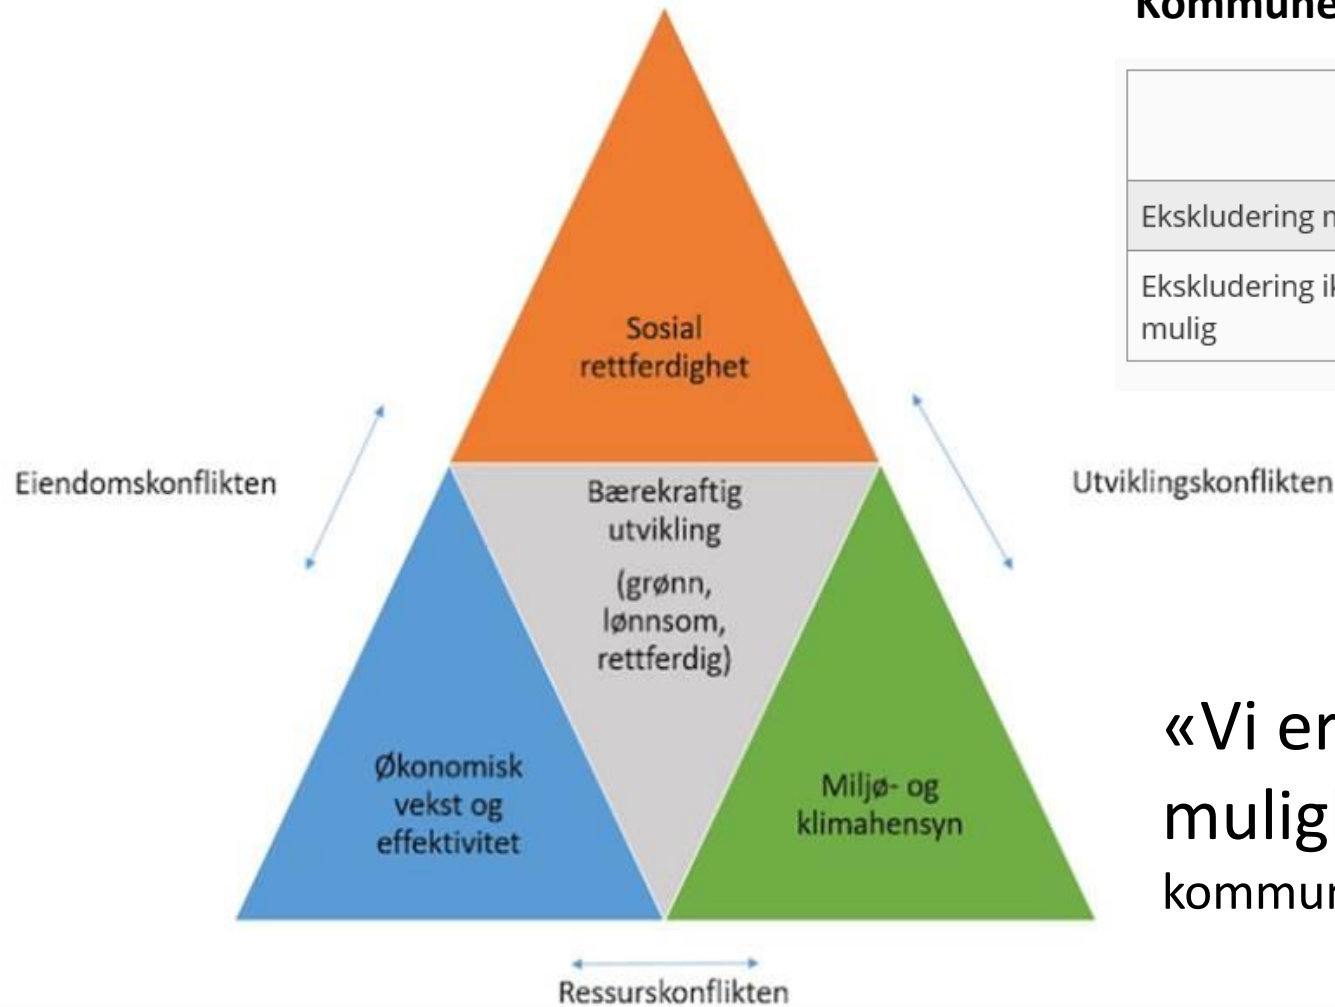 Kommune
Ekskludering
Ekskludering
mulig
Sosial
rettferdighet
Eiendomskonflikten
Utviklingskonflikten
Bærekraftig
utvikling
(grønn,
lønnsom,
rettferdig)
Økonomisk
vekst og
effektivitet
Miljø- og
klimahensyn
«Vi er
mulig
kommun
Ressurskonflikten